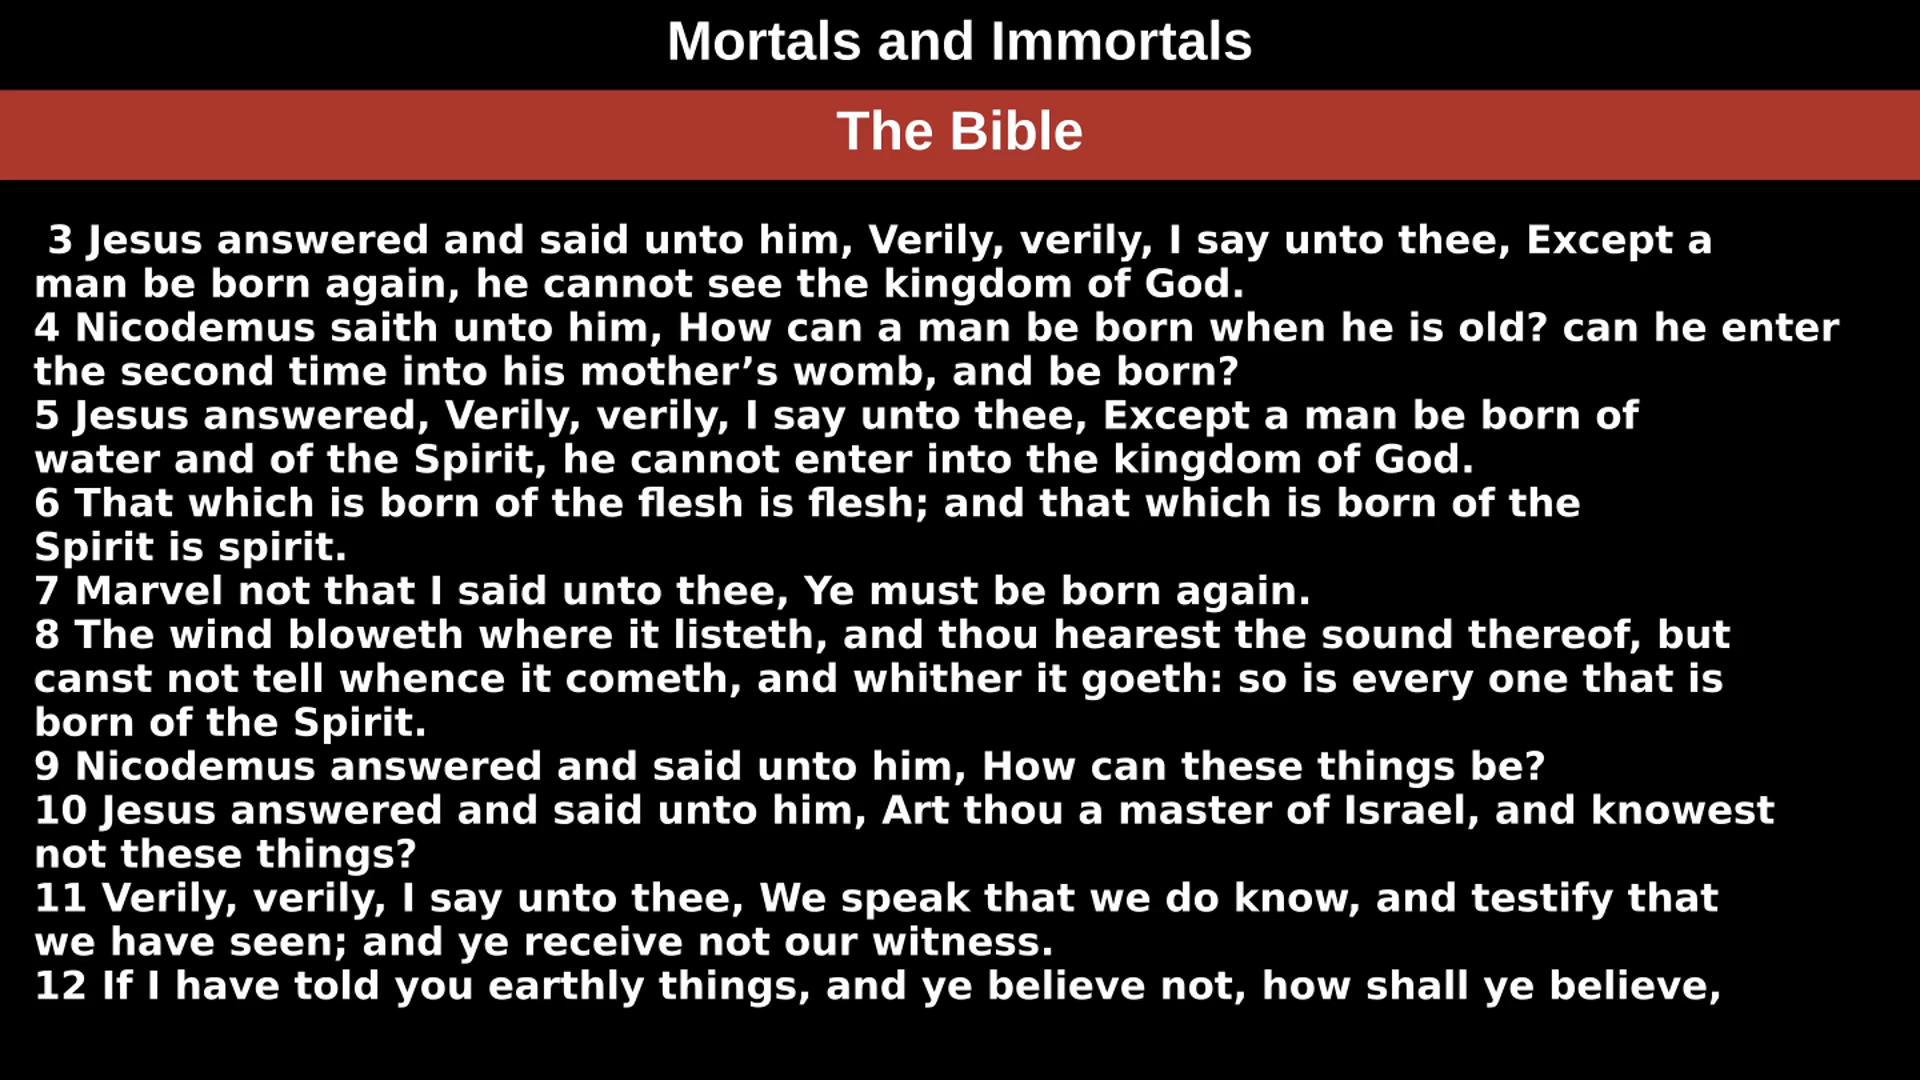 Mortals and Immortals
The Bible
3 Jesus answered and said unto him, Verily, verily, I say unto thee, Except a
man be born again, he cannot see the kingdom of God.
4 Nicodemus saith unto him, How can a man be born when he is old? can he enter
the second time into his mother’s womb, and be born?
5 Jesus answered, Verily, verily, I say unto thee, Except a man be born of
water and of the Spirit, he cannot enter into the kingdom of God.
6 That which is born of the flesh is flesh; and that which is born of the
Spirit is spirit.
7 Marvel not that I said unto thee, Ye must be born again.
8 The wind bloweth where it listeth, and thou hearest the sound thereof, but
canst not tell whence it cometh, and whither it goeth: so is every one that is
born of the Spirit.
9 Nicodemus answered and said unto him, How can these things be?
10 Jesus answered and said unto him, Art thou a master of Israel, and knowest
not these things?
11 Verily, verily, I say unto thee, We speak that we do know, and testify that
we have seen; and ye receive not our witness.
12 If I have told you earthly things, and ye believe not, how shall ye believe,